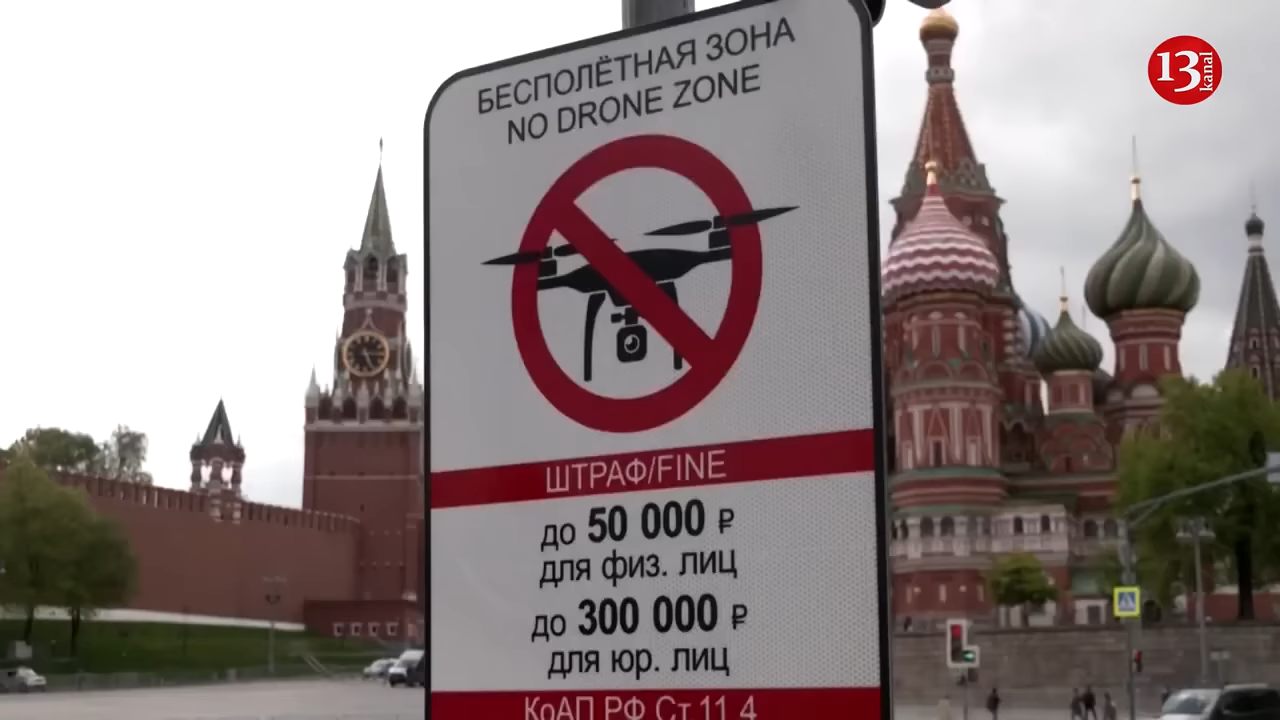 13
kanal
БЕСПОЛЁТНАЯ ЗОНА
NO DRONE ZONE
ШТРАФ/FINE
до 50 000 ₽
для физ. лиц
до 300 000 ₽
для юр. лиц
КоАП РФ Ст 11 4